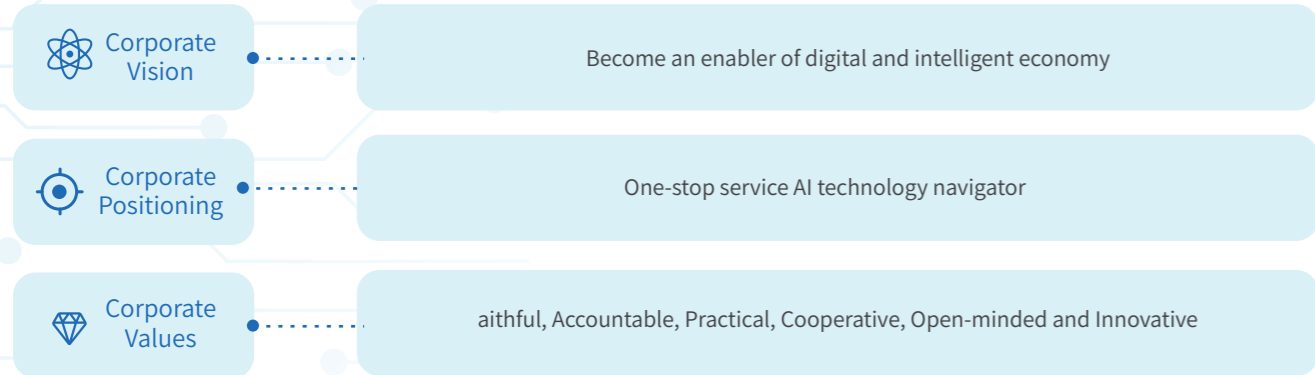 Corporate
Vision
Become an enabler of digital and intelligent economy
Corporate
Positioning
One-stop service AI technology navigator
Corporate
Values
aithful, Accountable, Practical, Cooperative, Open-minded and Innovative